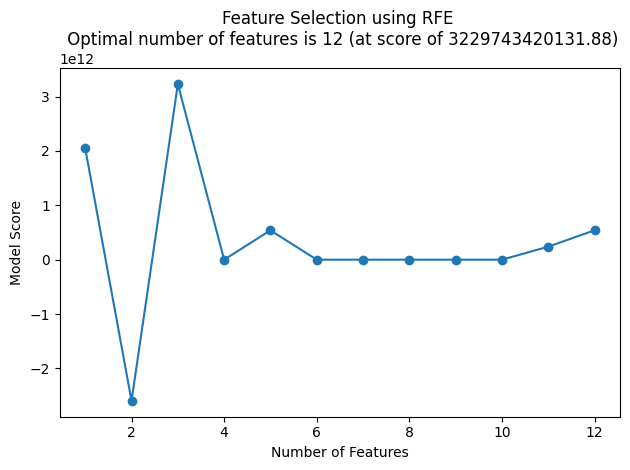 Feature Selection using RFE
Optimal number of features is 12 (at score of 3229743420131.88)
1e12
3
2
1
0
−1
−2
Model Score
2
4
6
8
10
12
Number of Features